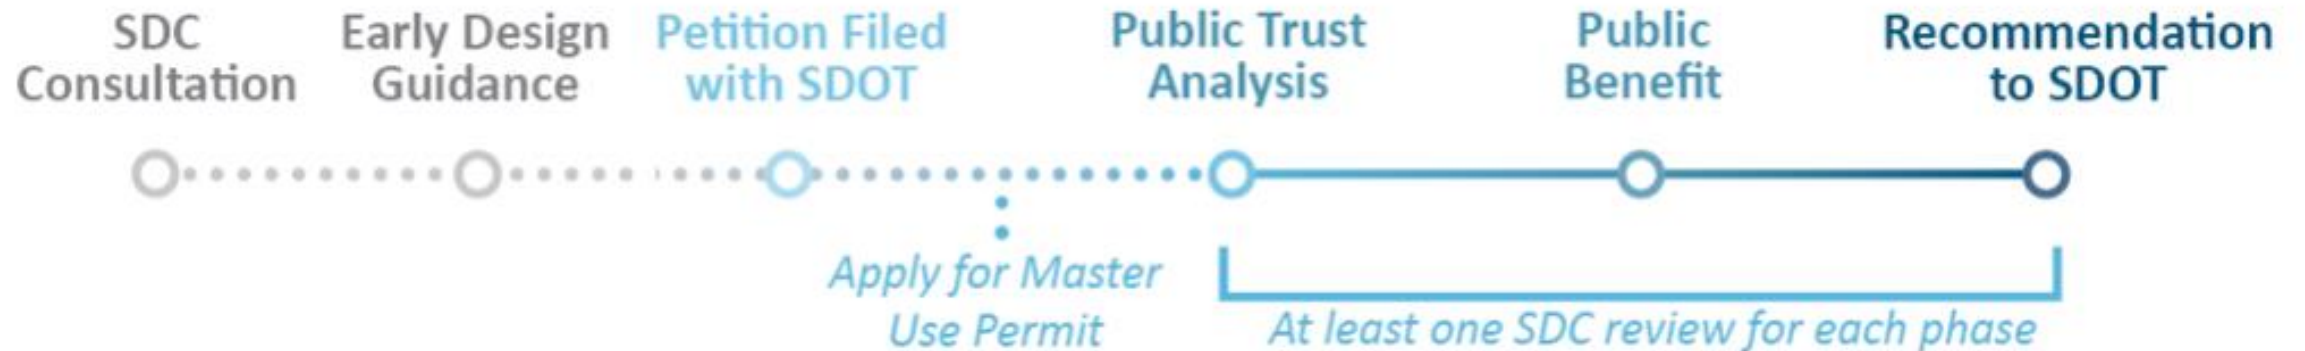 SDC
Consultation
Early Design
Guidance
Petition Filed
with SDOT
Public Trust
Analysis
Public
Benefit
Recommendation
to SDOT
Apply for Master
Use Permit
At least one SDC review for each phase